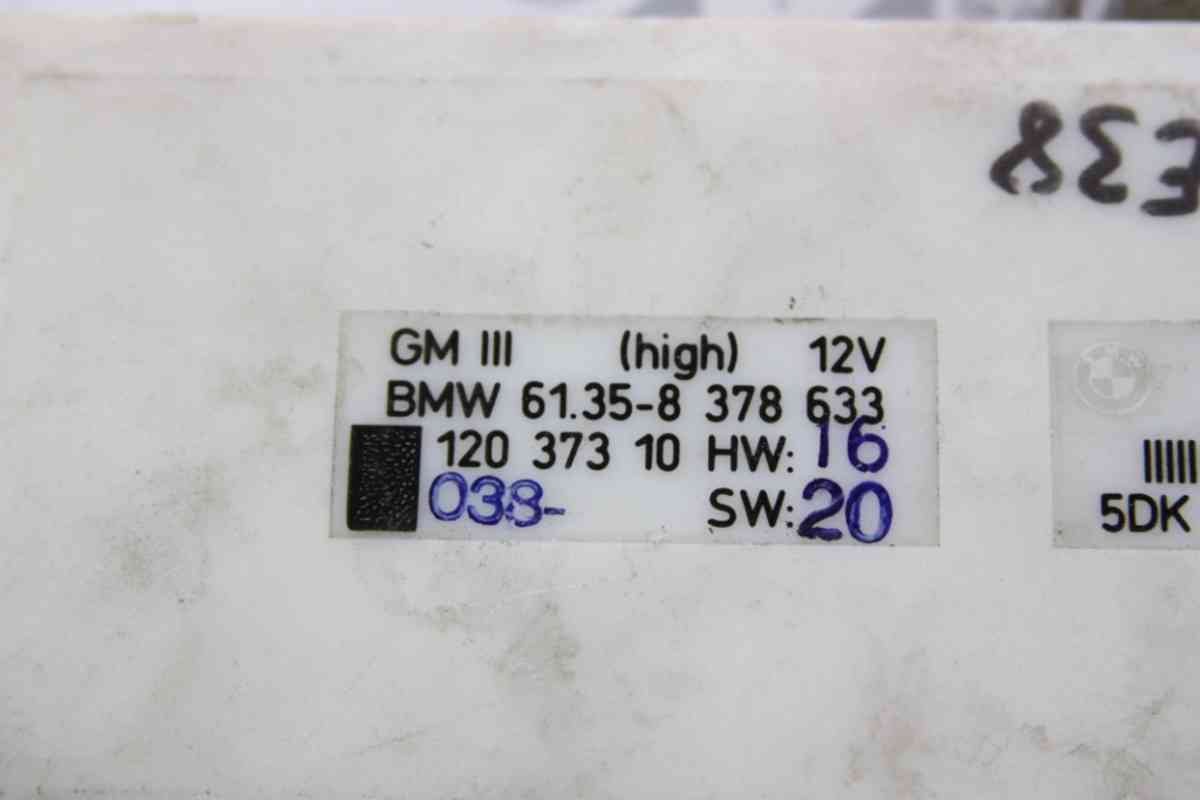 E38
GM III (high) 12V
BMW 61.35-8 378 633
120 373 10 HW: 16
038- SW: 20
5DK